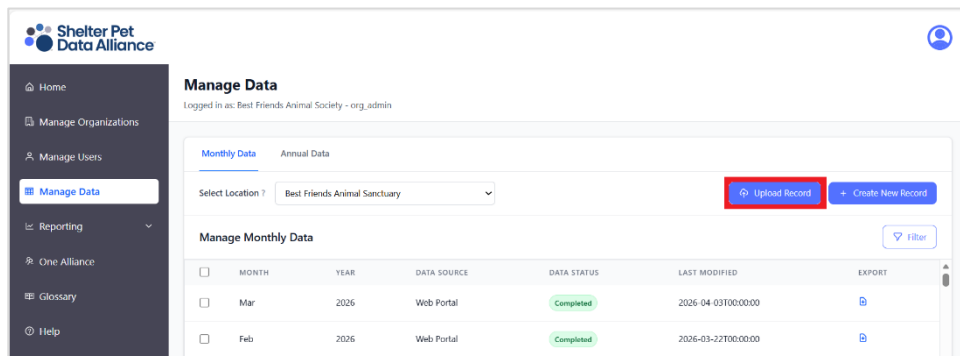 Shelter Pet
Data Alliance
Home
Manage Organizations
Manage Users
Manage Data
Reporting
One Alliance
Glossary
Help
Manage Data
Logged in as: Best Friends Animal Society - org_admin
Monthly Data Annual Data
Select Location ? Best Friends Animal Sanctuary Upload Record + Create New Record
Manage Monthly Data Filter
MONTH YEAR DATA SOURCE DATA STATUS LAST MODIFIED EXPORT
Mar 2026 Web Portal Completed 2026-04-03T00:00:00
Feb 2026 Web Portal Completed 2026-03-22T00:00:00